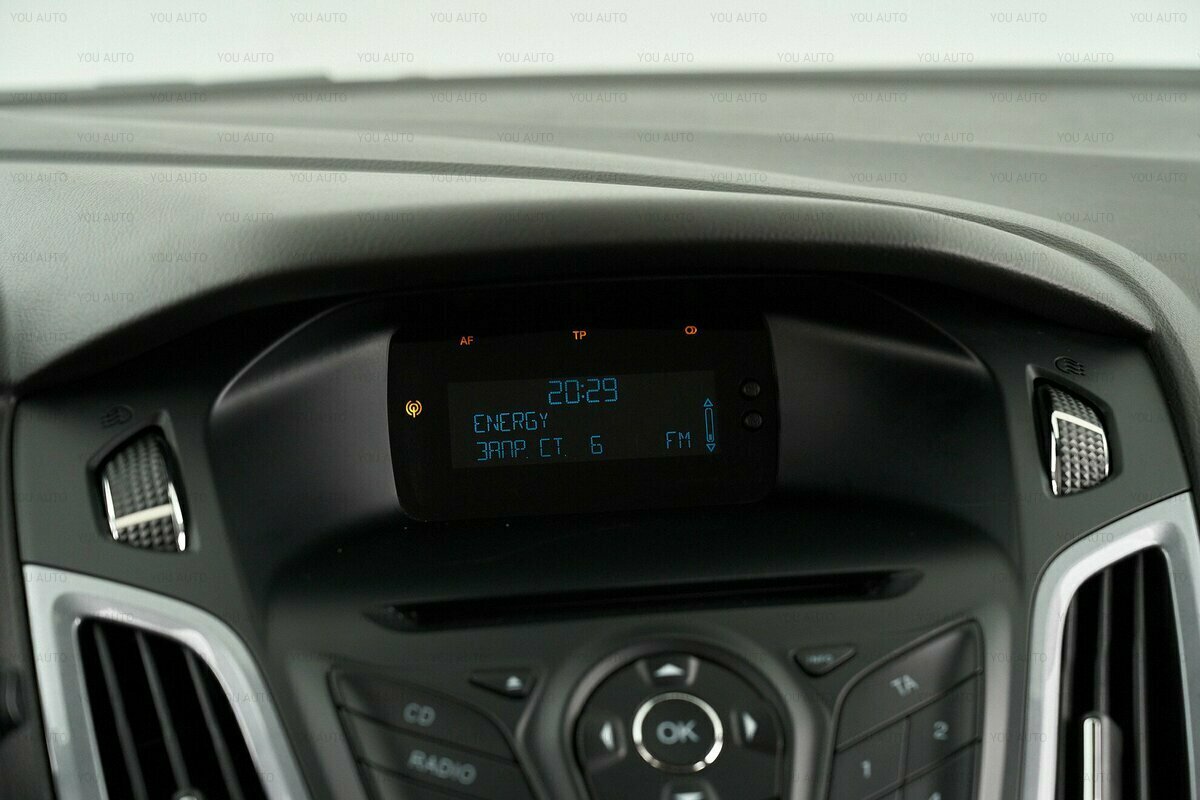 AF TP
20:29
ENERGY
ЗАПР. СТ. 6 FM
CD
RADIO
OK
TA
1 2
YOU AUTO